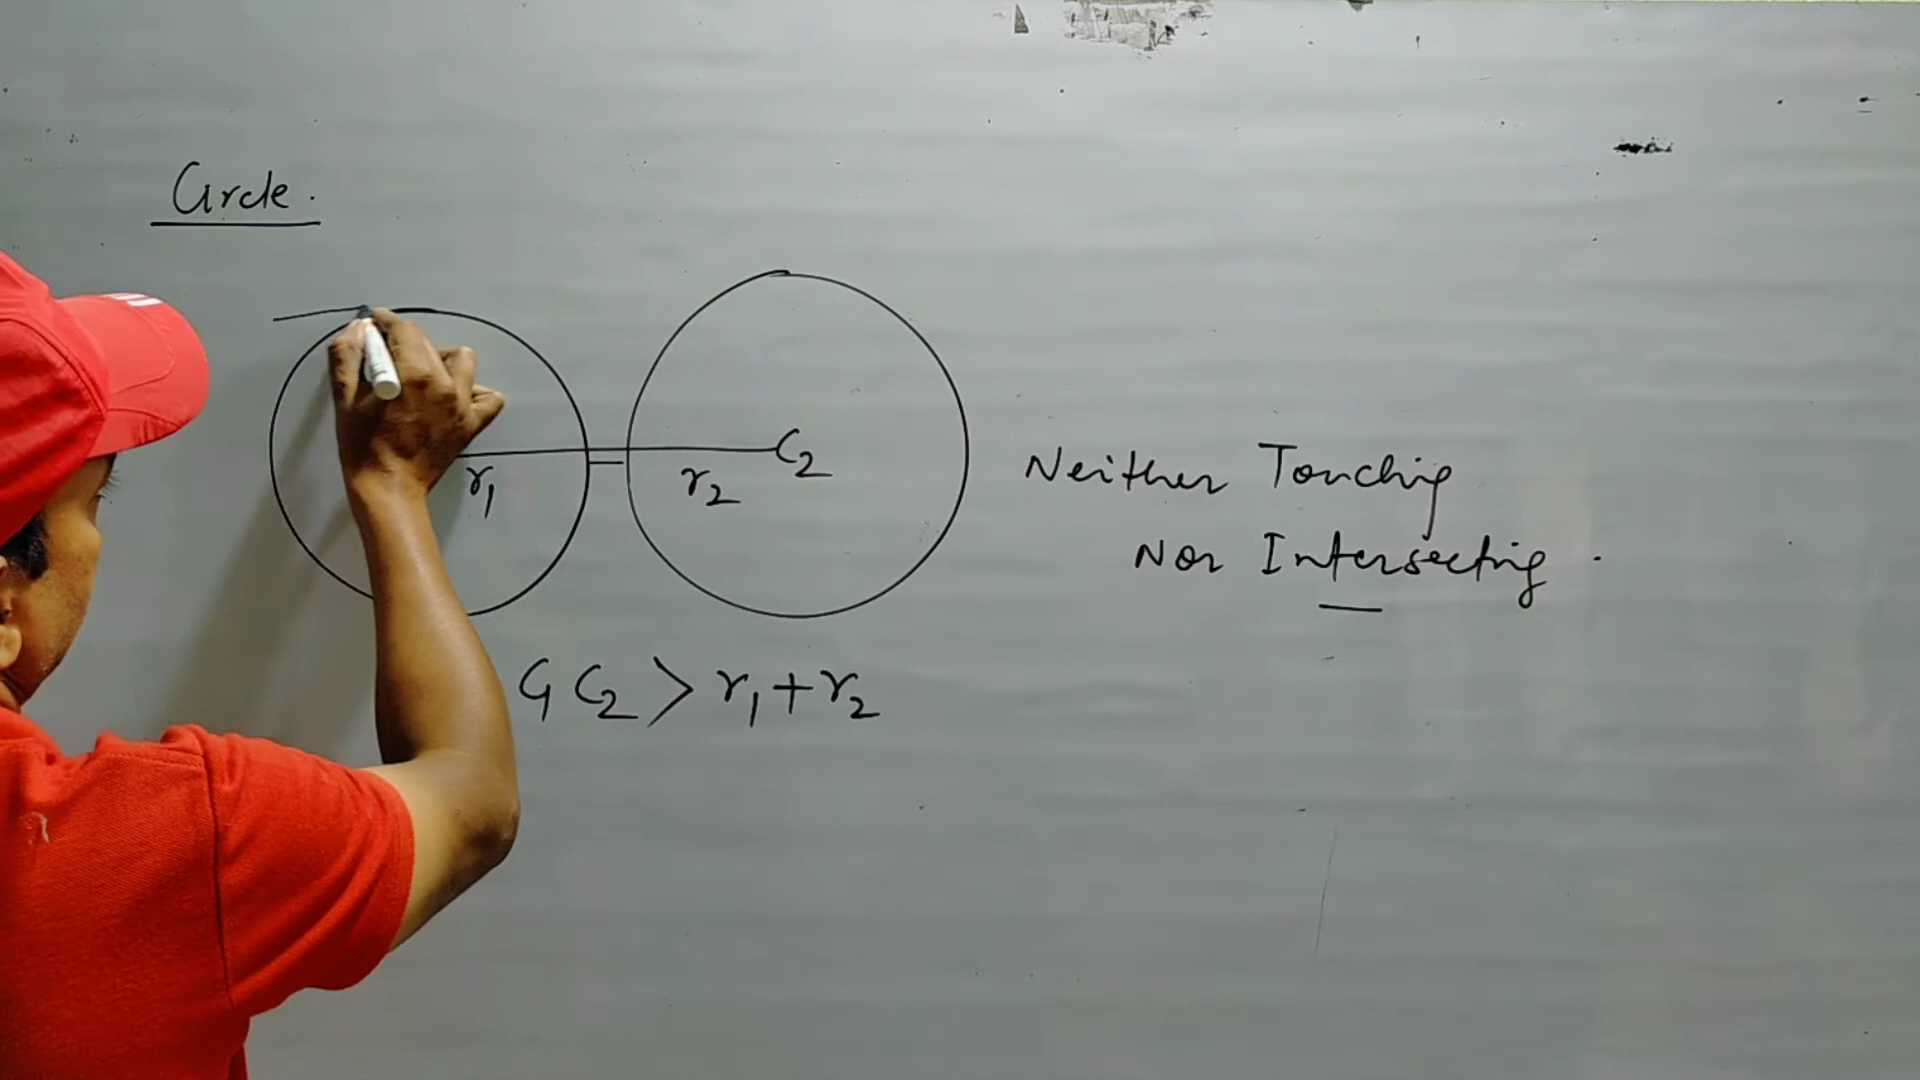 Circle.
r₁ r₂ C₂
Neither Touching
Nor Intersecting.
C₁C₂ > r₁+r₂